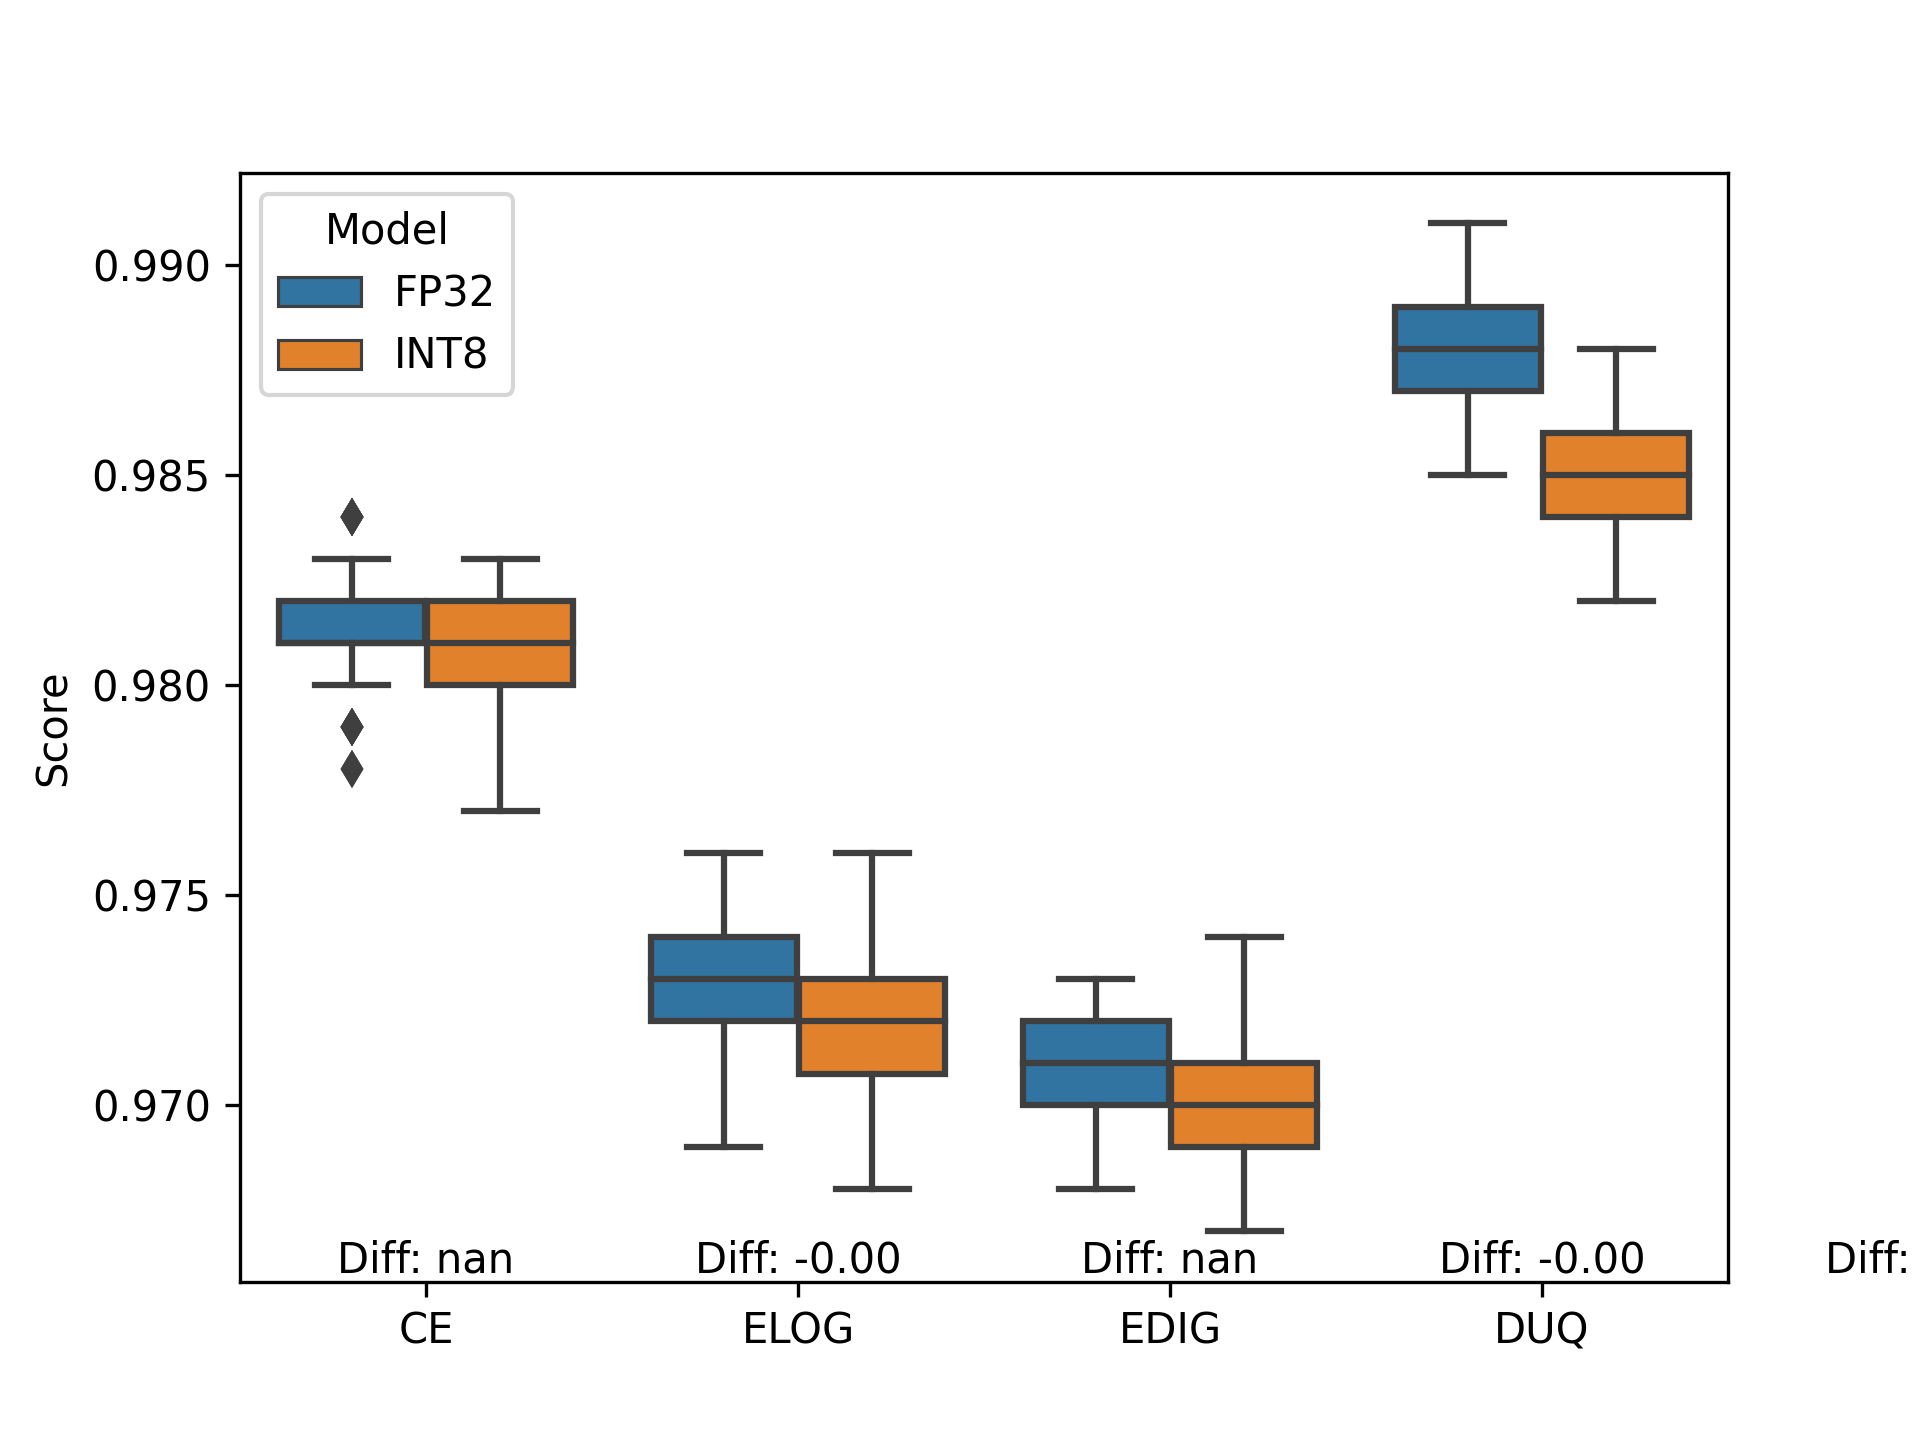 Model
FP32
INT8
0.990
0.985
0.980
0.975
0.970
Score
Diff: nan
Diff: -0.00
Diff: nan
Diff: -0.00
Diff:
CE
ELOG
EDIG
DUQ